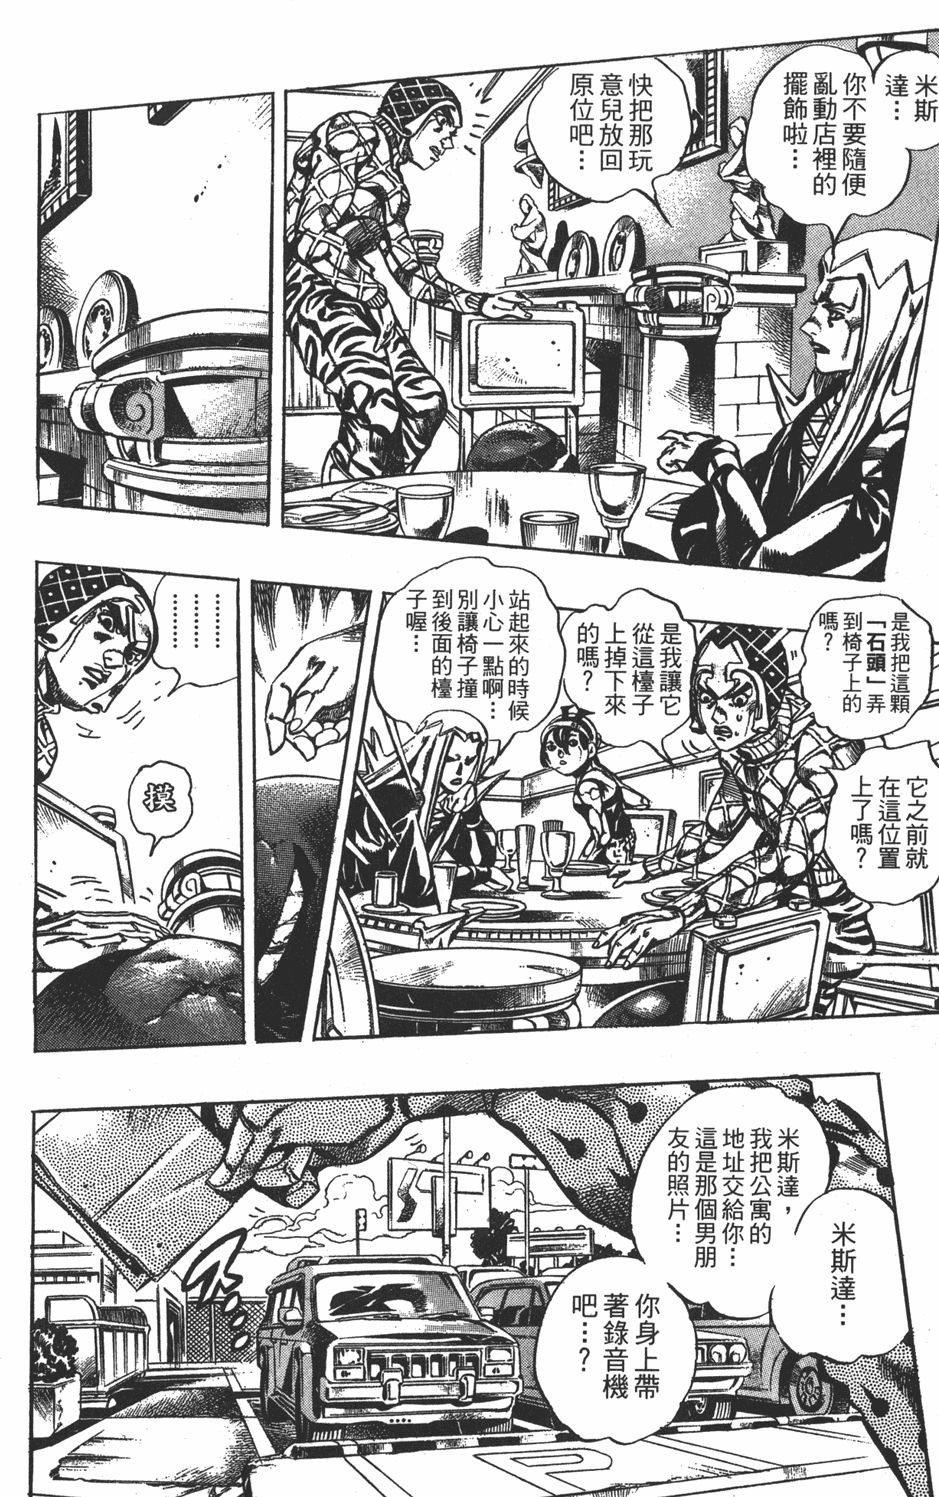 米斯
達…
你不要隨便
亂動店裡的
擺飾啦…
快把那玩
意兒放回
原位吧…
是我把這顆
「石頭」弄
到椅子上的
嗎？
它之前就
在這位置
上了嗎？
是我讓它
從這檯子
上掉下來
的嗎？
站起來的時候
小心一點啊…
別讓椅子撞
到後面的檯
子喔…
…………
…………
摸
米斯達…
米斯達，
我把公寓的
地址交給你…
這是那個男朋
友的照片…
你身上帶
著錄音機
吧…？